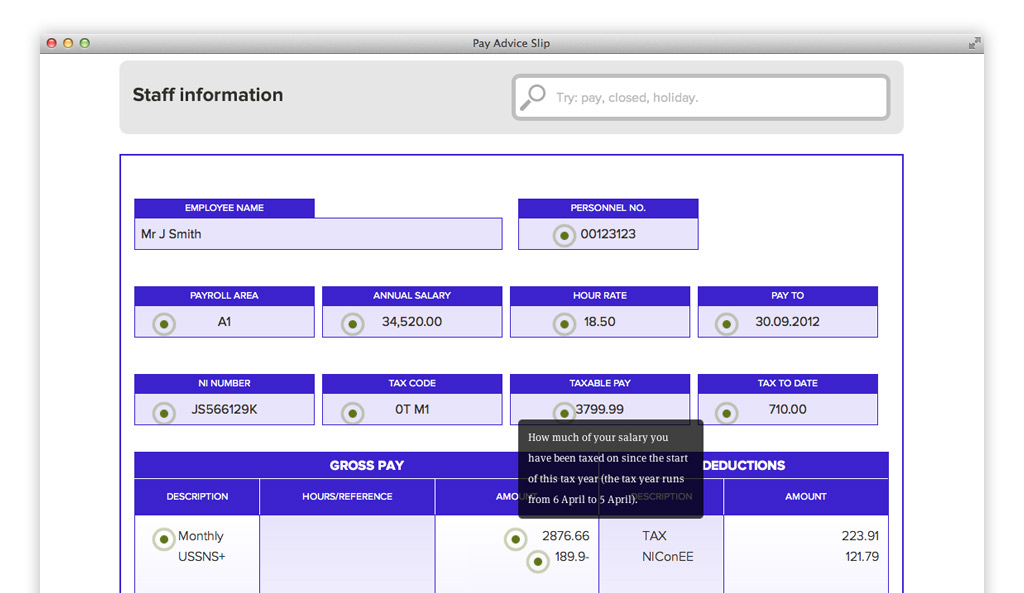 Pay Advice Slip
Staff information
Try: pay, closed, holiday.
EMPLOYEE NAME
PERSONNEL NO.
Mr J Smith
00123123
PAYROLL AREA
ANNUAL SALARY
HOUR RATE
PAY TO
A1
34,520.00
18.50
30.09.2012
NI NUMBER
TAX CODE
TAXABLE PAY
TAX TO DATE
JS566129K
0T M1
3799.99
710.00
How much of your salary you
have been taxed on since the start
of this tax year (the tax year runs
from 6 April to 5 April).
GROSS PAY
DEDUCTIONS
DESCRIPTION
HOURS/REFERENCE
AMOUNT
DESCRIPTION
AMOUNT
Monthly
2876.66
TAX
223.91
USSNS+
189.9-
NIConEE
121.79